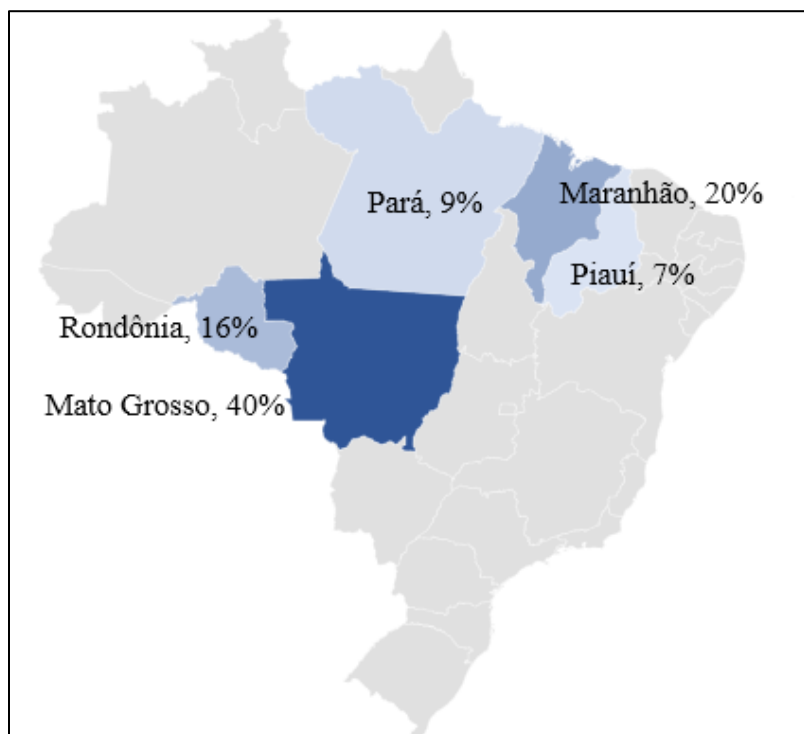 Pará, 9%
Maranhão, 20%
Piauí, 7%
Rondônia, 16%
Mato Grosso, 40%